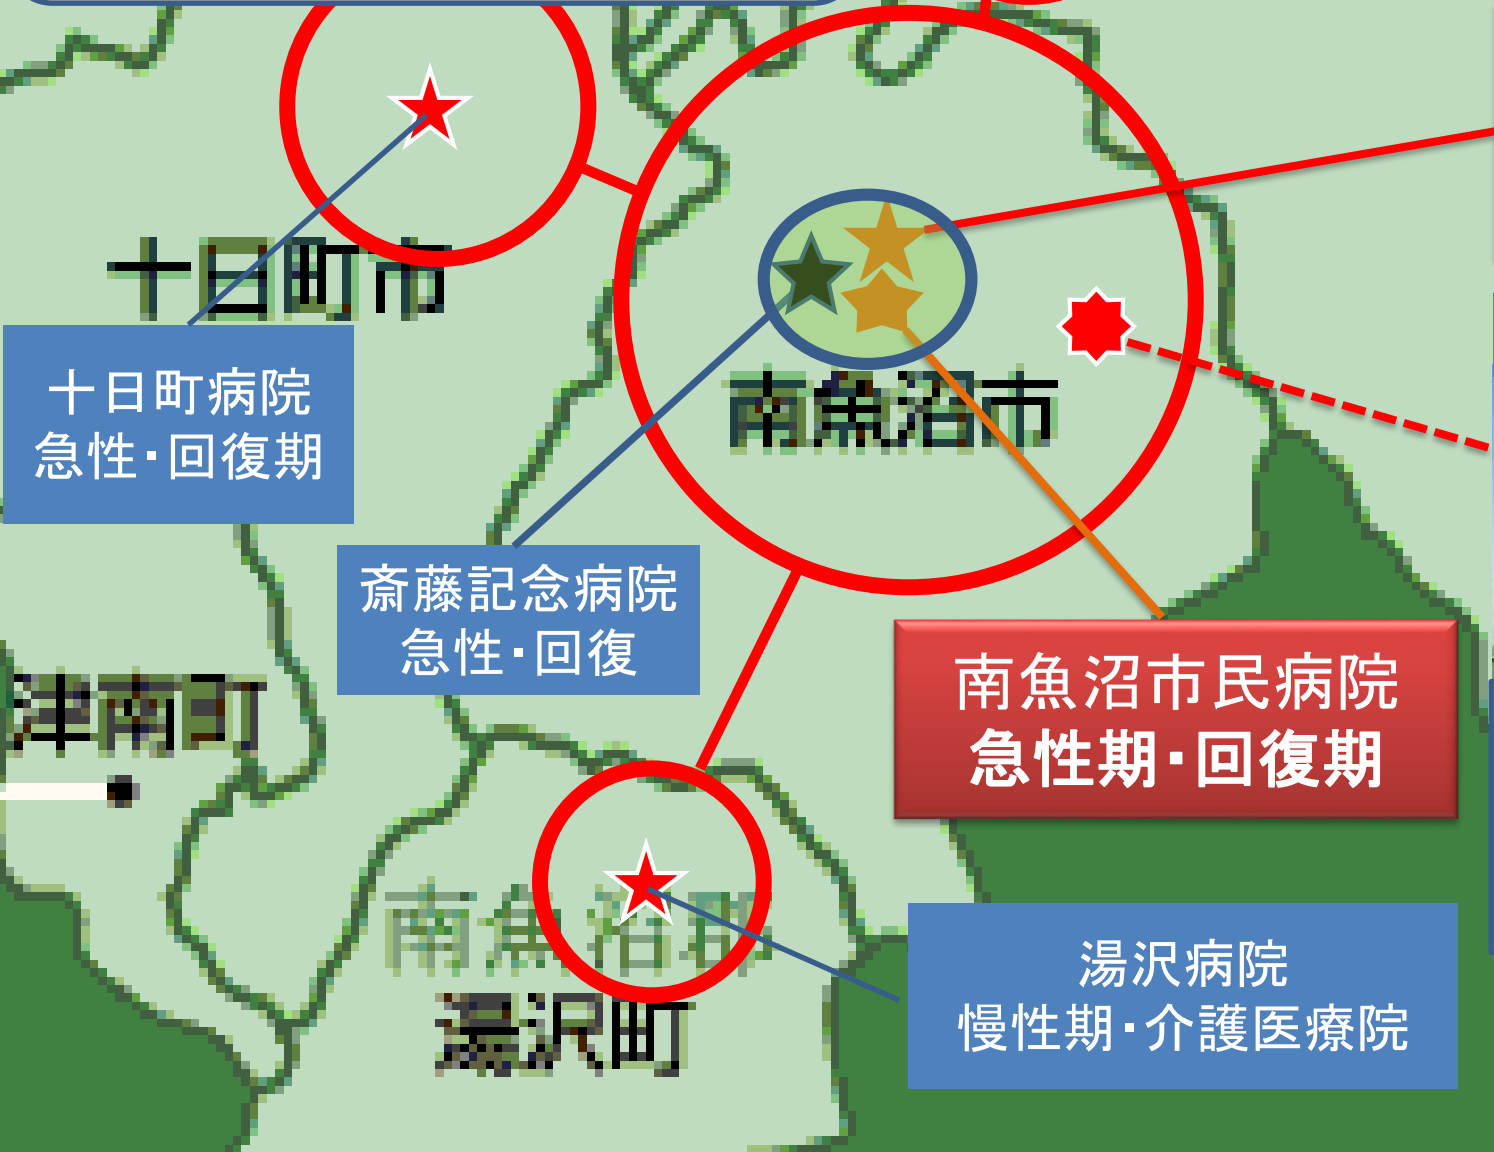 十日町市
十日町病院
急性・回復期
南魚沼市
斎藤記念病院
急性・回復
津南町
南魚沼市民病院
急性期・回復期
南魚沼郡
湯沢町
湯沢病院
慢性期・介護医療院